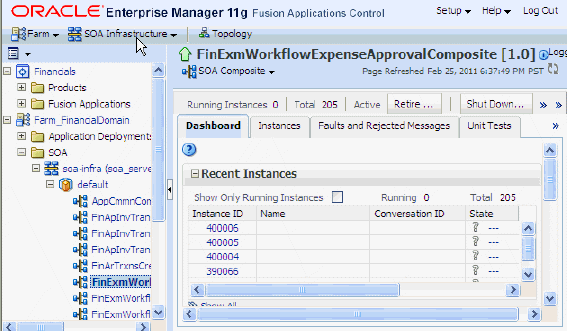 ORACLE Enterprise Manager 11g Fusion Applications Control Setup Help Log Out
Farm SOA Infrastructure Topology
FinExmWorkflowExpenseApprovalComposite [1.0] Logg
SOA Composite Page Refreshed Feb 25, 2011 6:37:49 PM PST
Financials
Products
Fusion Applications
Farm_FinancialDomain
Application Deployments
SOA
soa-infra (soa_serve
default
AppCmmnCom
FinApInvTran
FinApInvTran
FinApInvTran
FinArTrxnsCre
FinExmWorkl
FinExmWorkfl
FinExmWorkfl
Running Instances 0 Total 205 Active Retire ... Shut Down... »
Dashboard Instances Faults and Rejected Messages Unit Tests »
Recent Instances
Show Only Running Instances Running 0 Total 205
Instance ID Name Conversation ID State
400006 ? ---
400005 ? ---
400004 ? ---
390066 ? ---
Show All